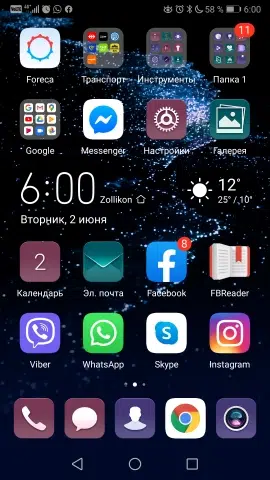 58 % 6:00
11
Foreca Транспорт Инструменты Папка 1
Google Messenger Настройки Галерея
6:00 Zollikon 12°
25° / 10°
Вторник, 2 июня
8
2
Календарь Эл. почта Facebook FBReader
Viber WhatsApp Skype Instagram